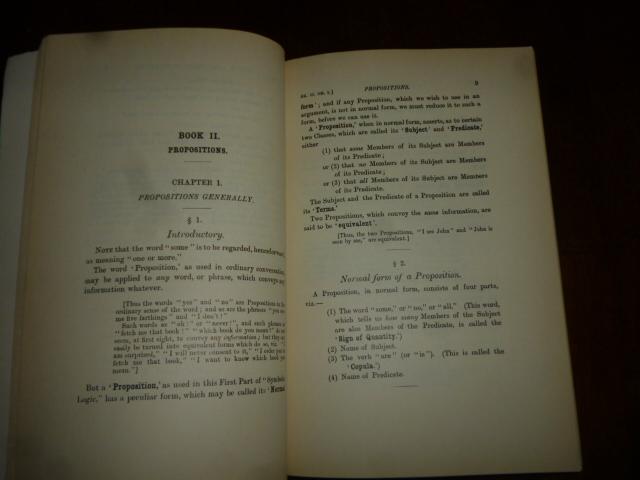 BOOK II.
PROPOSITIONS.
CHAPTER I.
PROPOSITIONS GENERALLY.
§ 1.
Introductory.
NOTE that the word "some" is to be regarded, henceforward,
as meaning "one or more."
The word 'Proposition,' as used in ordinary conversation,
may be applied to any word, or phrase, which conveys any
information whatever.
[Thus the words "yes" and "no" are Propositions in the
ordinary sense of the word; and so are the phrases "you owe
me five farthings" and "I don't!"
Such words as "oh!" or "never!", and such phrases as
"fetch me that book!" "which book do you mean?" do not
seem, at first sight, to convey any information; but they can
easily be turned into equivalent forms which do so, viz. "I
am surprised," "I will never consent to it," "I order you to
fetch me that book," "I want to know which book you
mean."]
But a 'Proposition,' as used in this First Part of "Symbolic
Logic," has a peculiar form, which may be called its 'Normal
PROPOSITIONS.
9
form'; and if any Proposition, which we wish to use in an
argument, is not in normal form, we must reduce it to such a
form, before we can use it.
A 'Proposition,' when in normal form, asserts, as to certain
two Classes, which are called its 'Subject' and 'Predicate,'
either
(1) that some Members of its Subject are Members
of its Predicate;
or (2) that no Members of its Subject are Members
of its Predicate;
or (3) that all Members of its Subject are Members
of its Predicate.
The Subject and the Predicate of a Proposition are called
its 'Terms.'
Two Propositions, which convey the same information, are
said to be 'equivalent'.
[Thus, the two Propositions, "I see John" and "John is
seen by me," are equivalent.]
§ 2.
Normal form of a Proposition.
A Proposition, in normal form, consists of four parts,
viz.—
(1) The word "some," or "no," or "all." (This word,
which tells us how many Members of the Subject
are also Members of the Predicate, is called the
'Sign of Quantity.')
(2) Name of Subject.
(3) The verb "are" (or "is"). (This is called the
'Copula.')
(4) Name of Predicate.